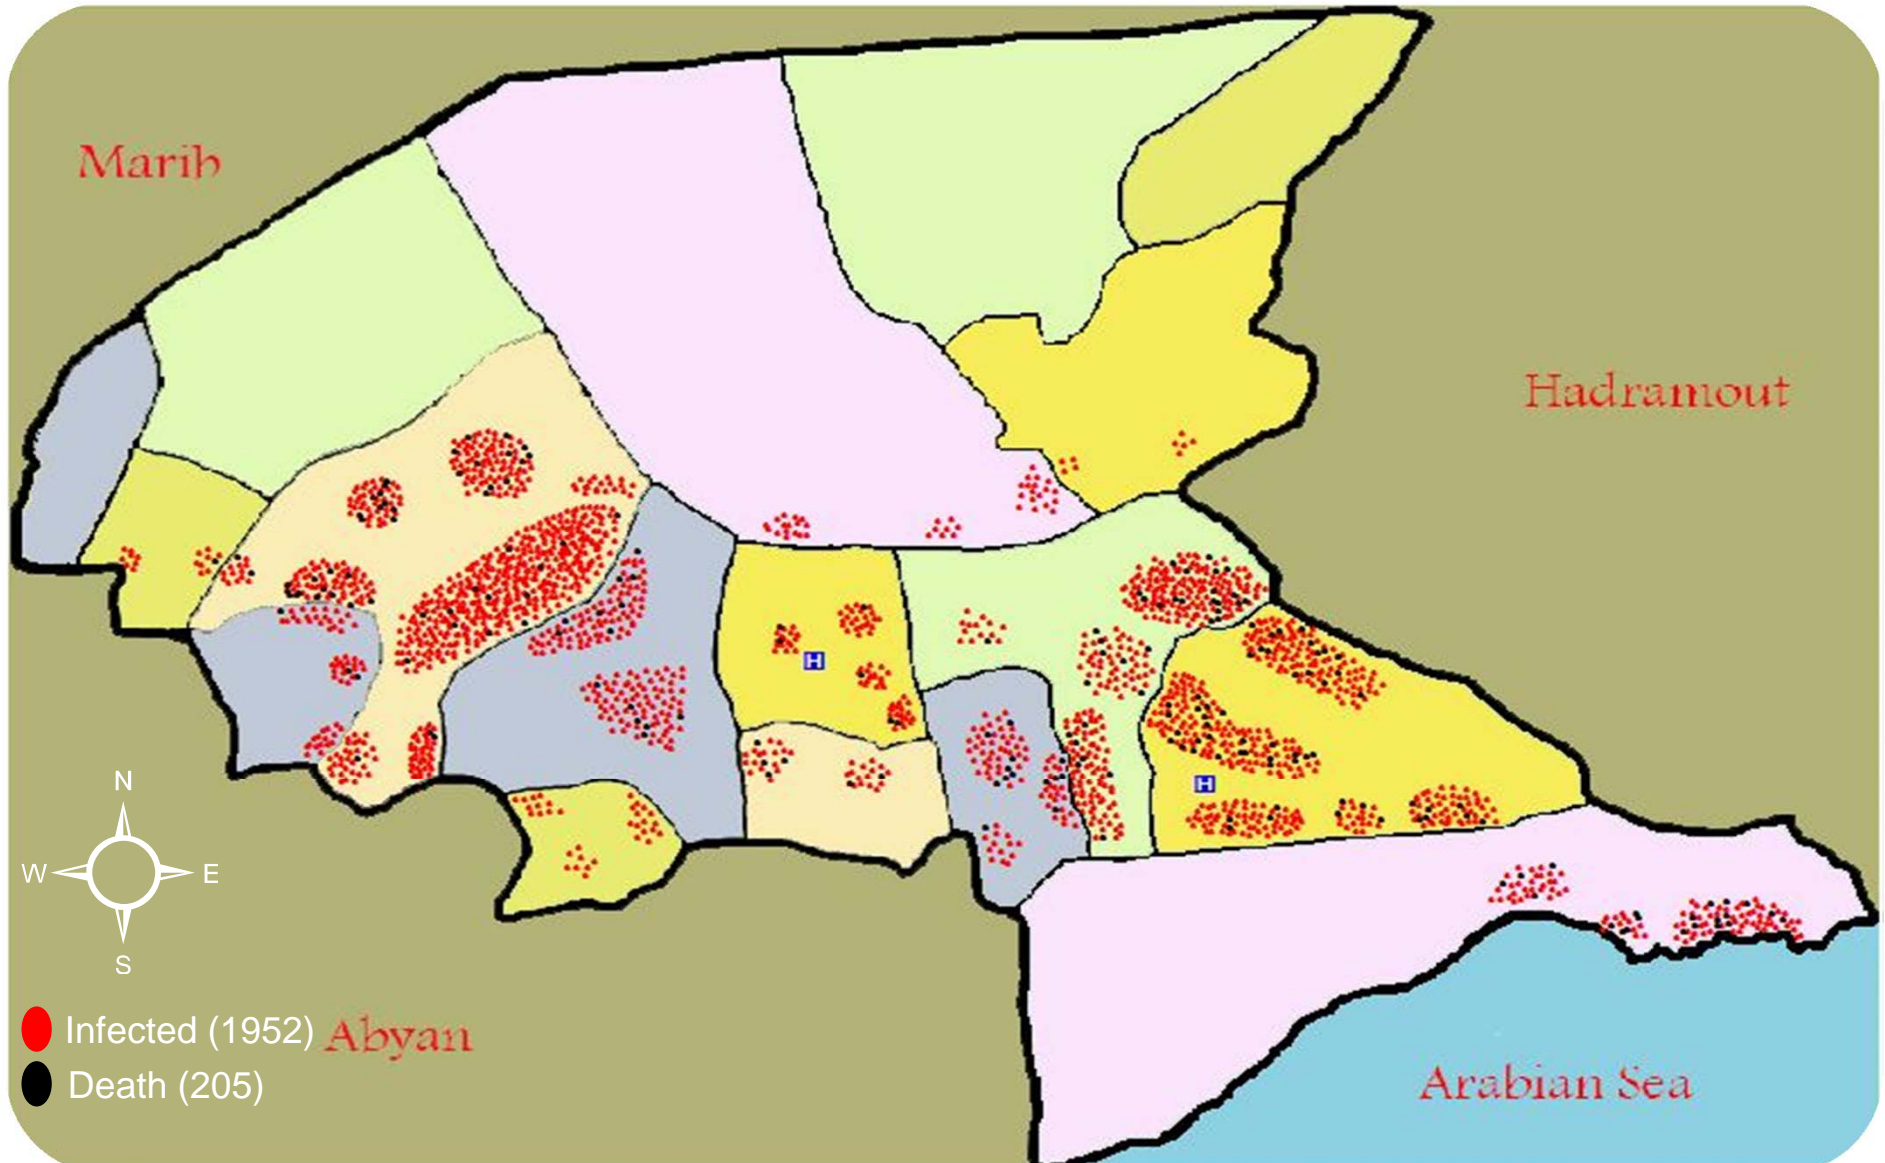 Marib
Hadramout
H
H
N
W
E
S
Infected (1952)
Abyan
Death (205)
Arabian Sea